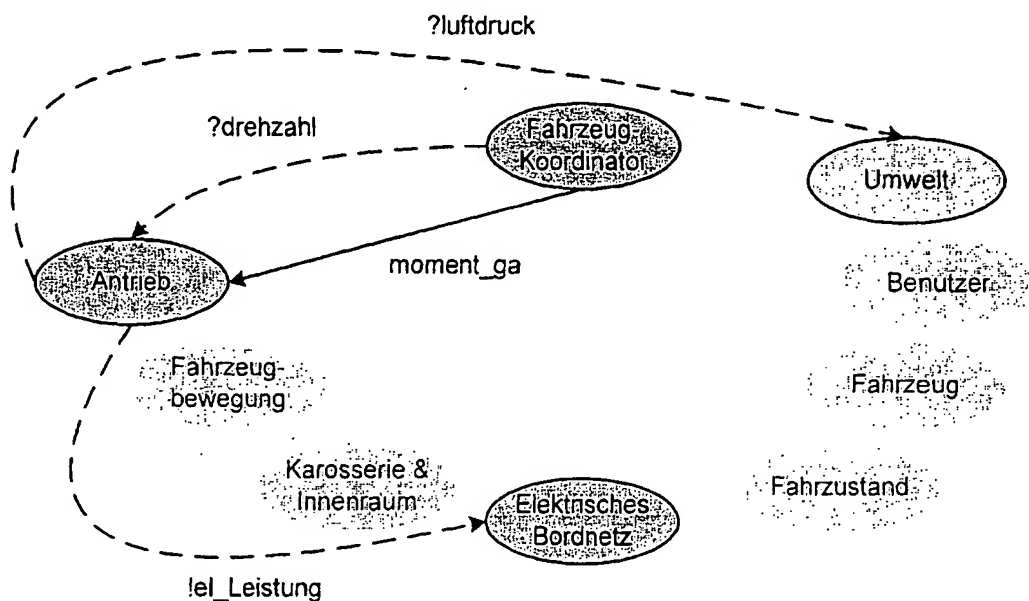 ?luftdruck
?drehzahl
Fahrzeug-
Koordinator
Umwelt
Antrieb
moment_ga
Benutzer
Fahrzeug-
bewegung
Fahrzeug
Karosserie &
Innenraum
Elektrisches
Bordnetz
Fahrzustand
!el_Leistung